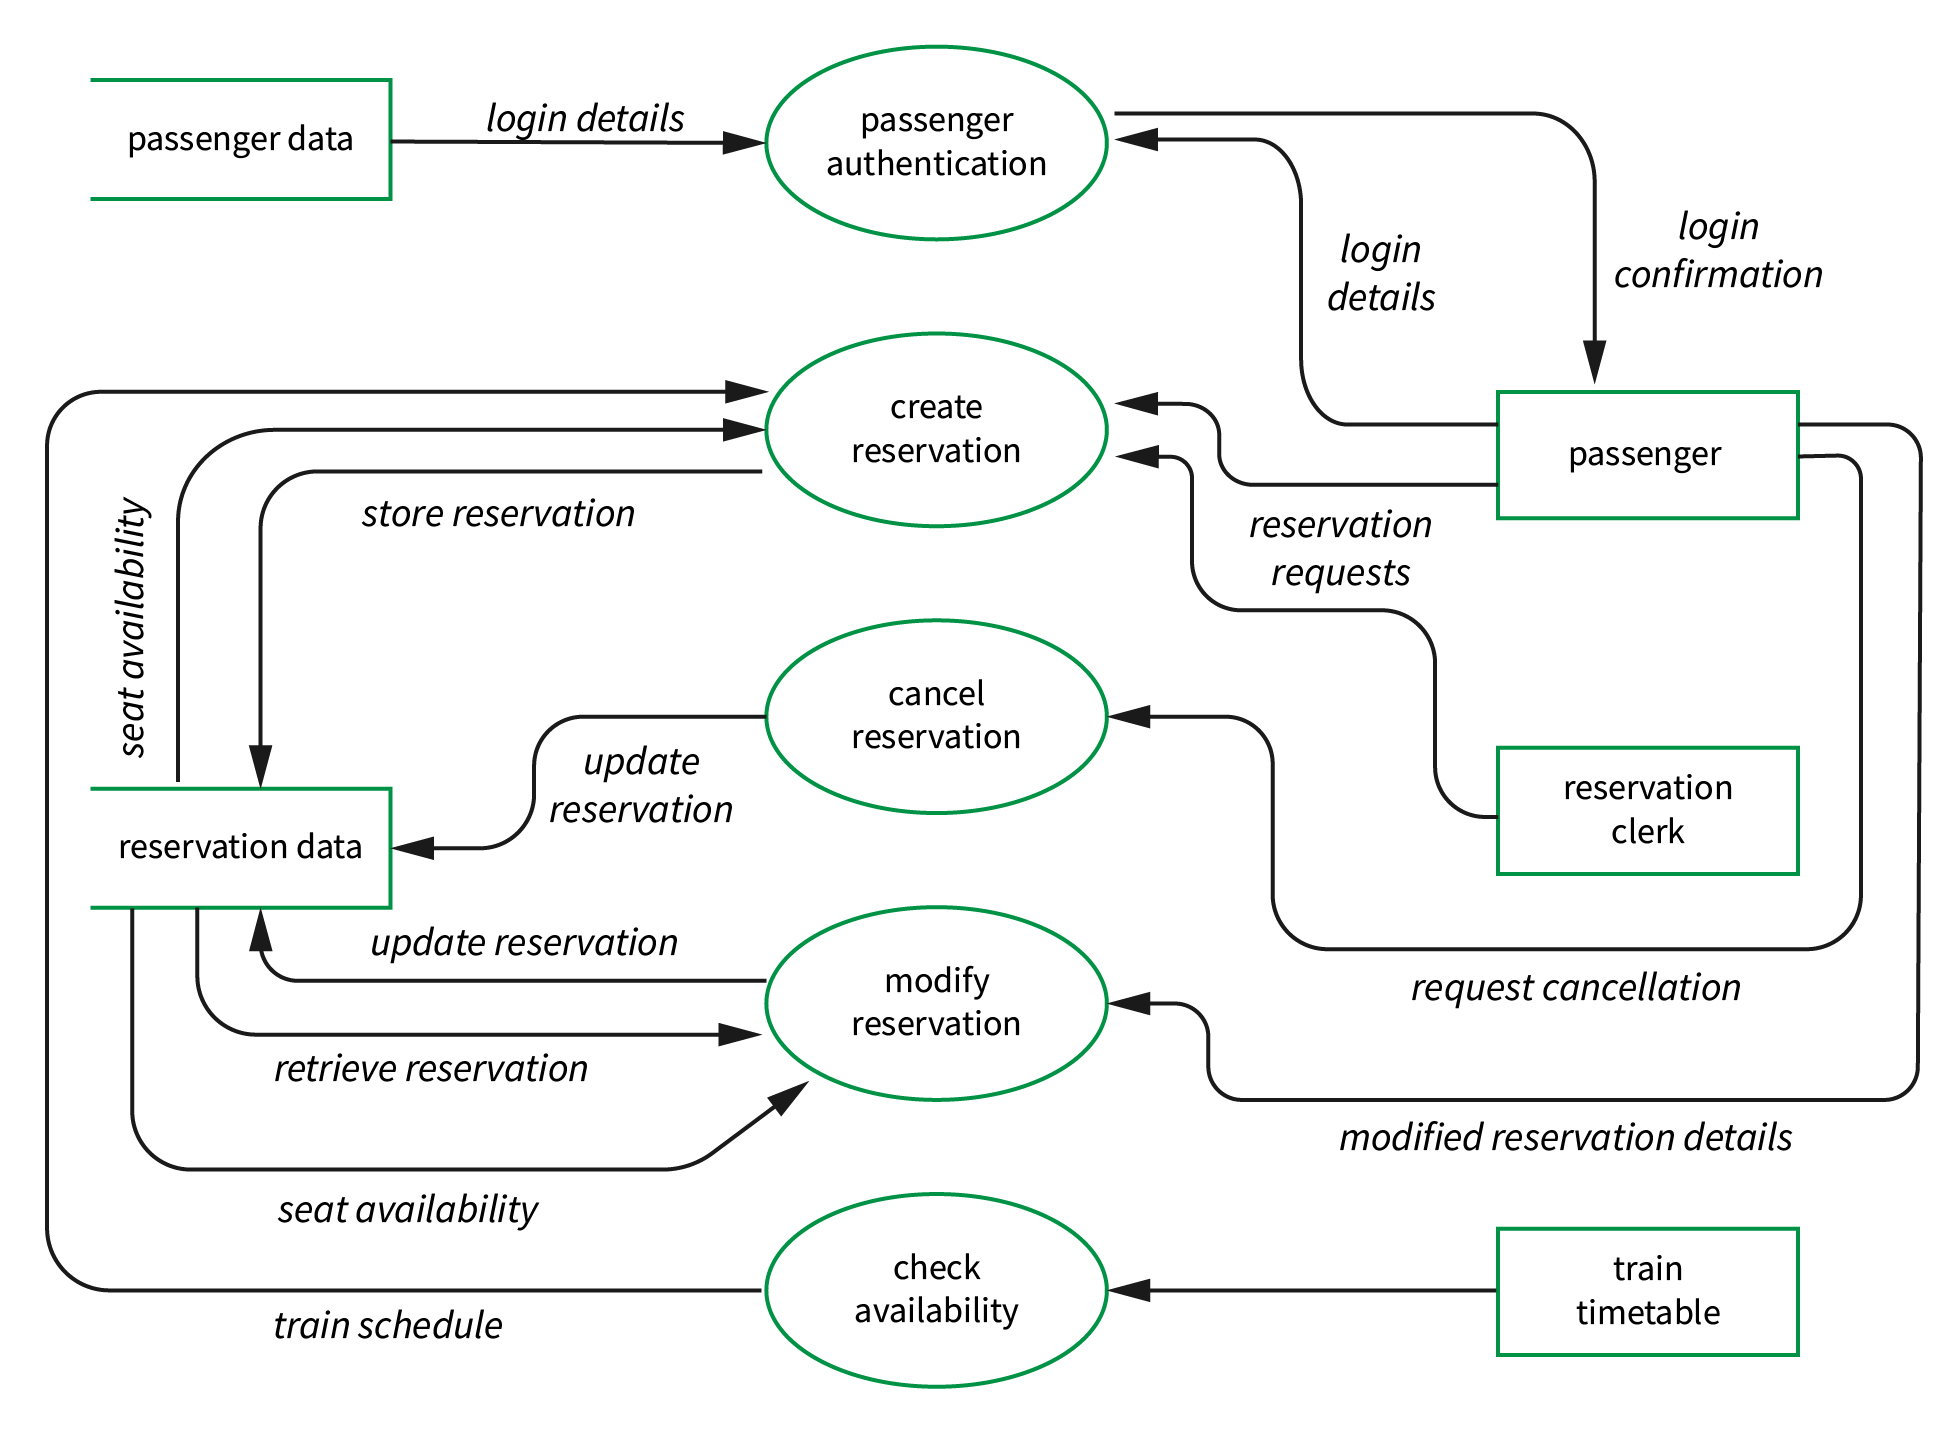 passenger data
login details
passenger
authentication
login
details
login
confirmation
create
reservation
passenger
store reservation
seat availability
reservation
requests
cancel
reservation
update
reservation
reservation
clerk
reservation data
update reservation
modify
reservation
request cancellation
retrieve reservation
modified reservation details
seat availability
check
availability
train
timetable
train schedule